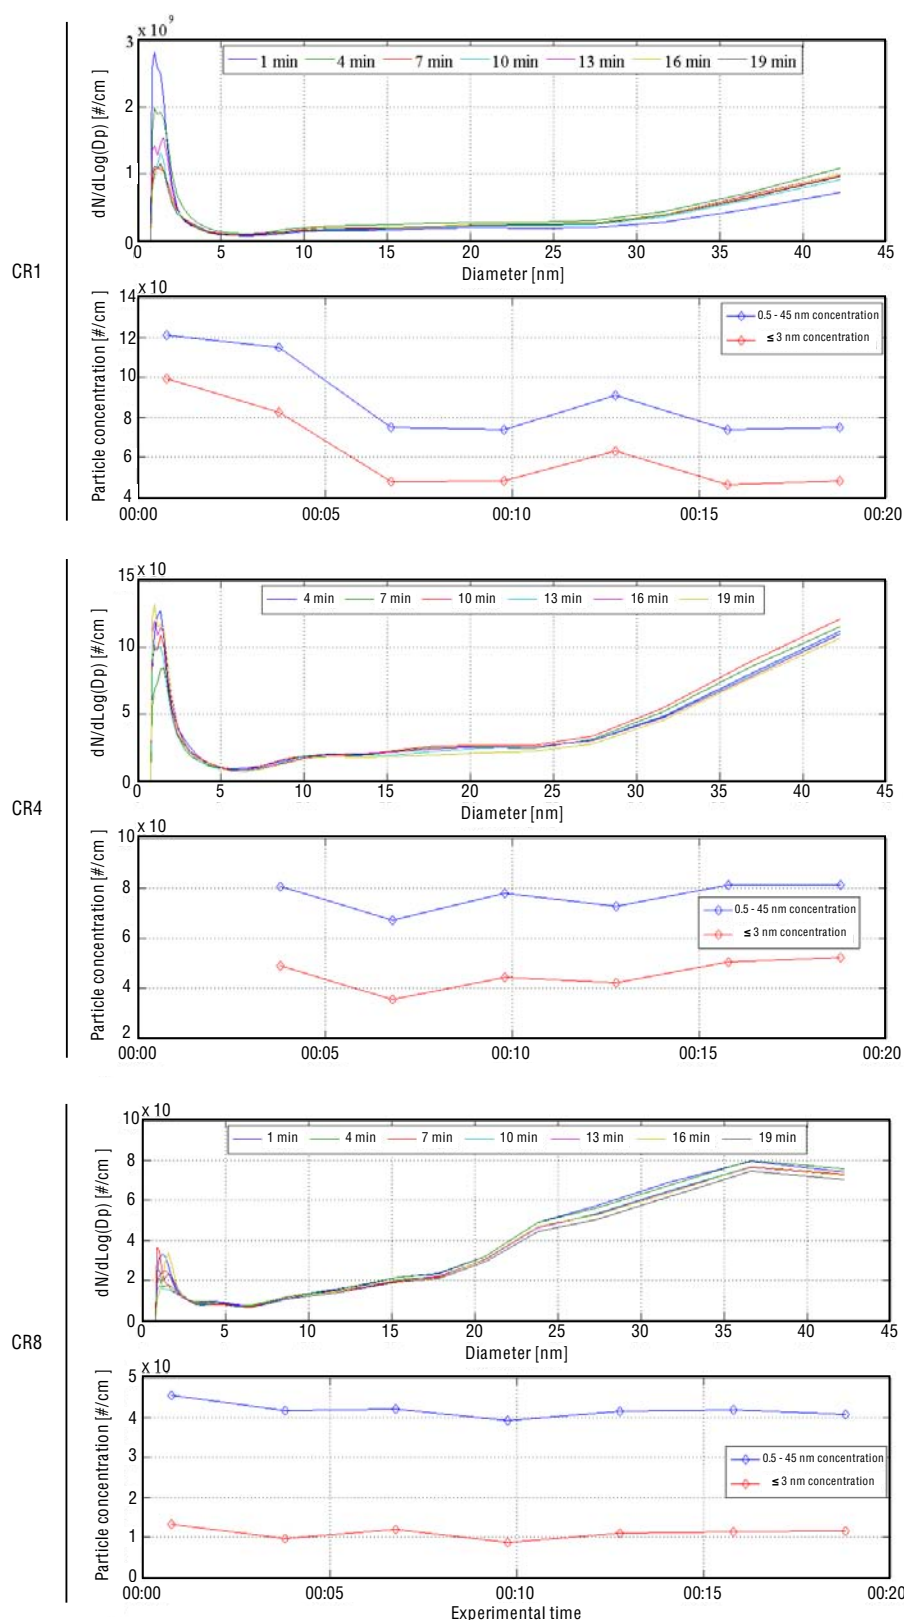 CR1
3 x 10^9
dN/dLog(Dp) [#/cm ]
1 min 4 min 7 min 10 min 13 min 16 min 19 min
2
1
0
0 5 10 15 20 25 30 35 40 45
Diameter [nm]
14 x 10
Particle concentration [#/cm ]
0.5 - 45 nm concentration
≤ 3 nm concentration
12
10
8
6
4
00:00 00:05 00:10 00:15 00:20
CR4
15 x 10
dN/dLog(Dp) [#/cm ]
4 min 7 min 10 min 13 min 16 min 19 min
10
5
0
0 5 10 15 20 25 30 35 40 45
Diameter [nm]
10 x 10
Particle concentration [#/cm ]
8
0.5 - 45 nm concentration
≤ 3 nm concentration
6
4
2
00:00 00:05 00:10 00:15 00:20
CR8
10 x 10
dN/dLog(Dp) [#/cm ]
1 min 4 min 7 min 10 min 13 min 16 min 19 min
8
6
4
2
0
0 5 10 15 20 25 30 35 40 45
Diameter [nm]
5 x 10
Particle concentration [#/cm ]
4
3
0.5 - 45 nm concentration
≤ 3 nm concentration
2
1
0
00:00 00:05 00:10 00:15 00:20
Experimental time